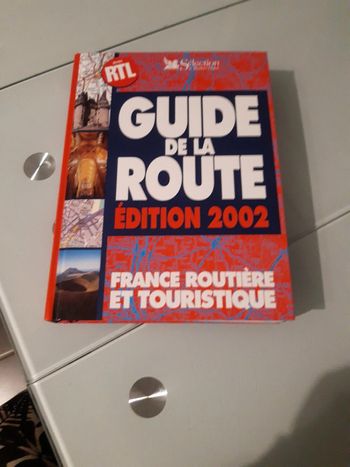 RTL
Sélection
GUIDE
DE LA
ROUTE
ÉDITION 2002
FRANCE ROUTIÈRE
ET TOURISTIQUE